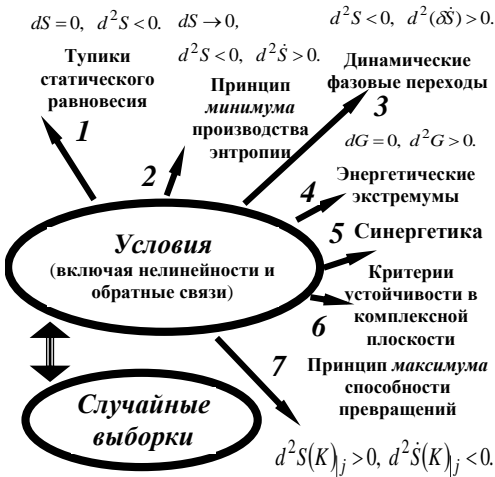 dS = 0, d²S < 0.
Тупики
статического
равновесия
1
dS → 0,
d²S < 0, d²Ṡ > 0.
Принцип
минимума
производства
энтропии
2
d²S < 0, d²(δṠ) > 0.
Динамические
фазовые переходы
3
dG = 0, d²G > 0.
4
Энергетические
экстремумы
5 Синергетика
Критерии
устойчивости в
комплексной
плоскости
6
7
Принцип максимума
способности
превращений
d²S(K)|j > 0, d²Ṡ(K)|j < 0.
Условия
(включая нелинейности и
обратные связи)
Случайные
выборки